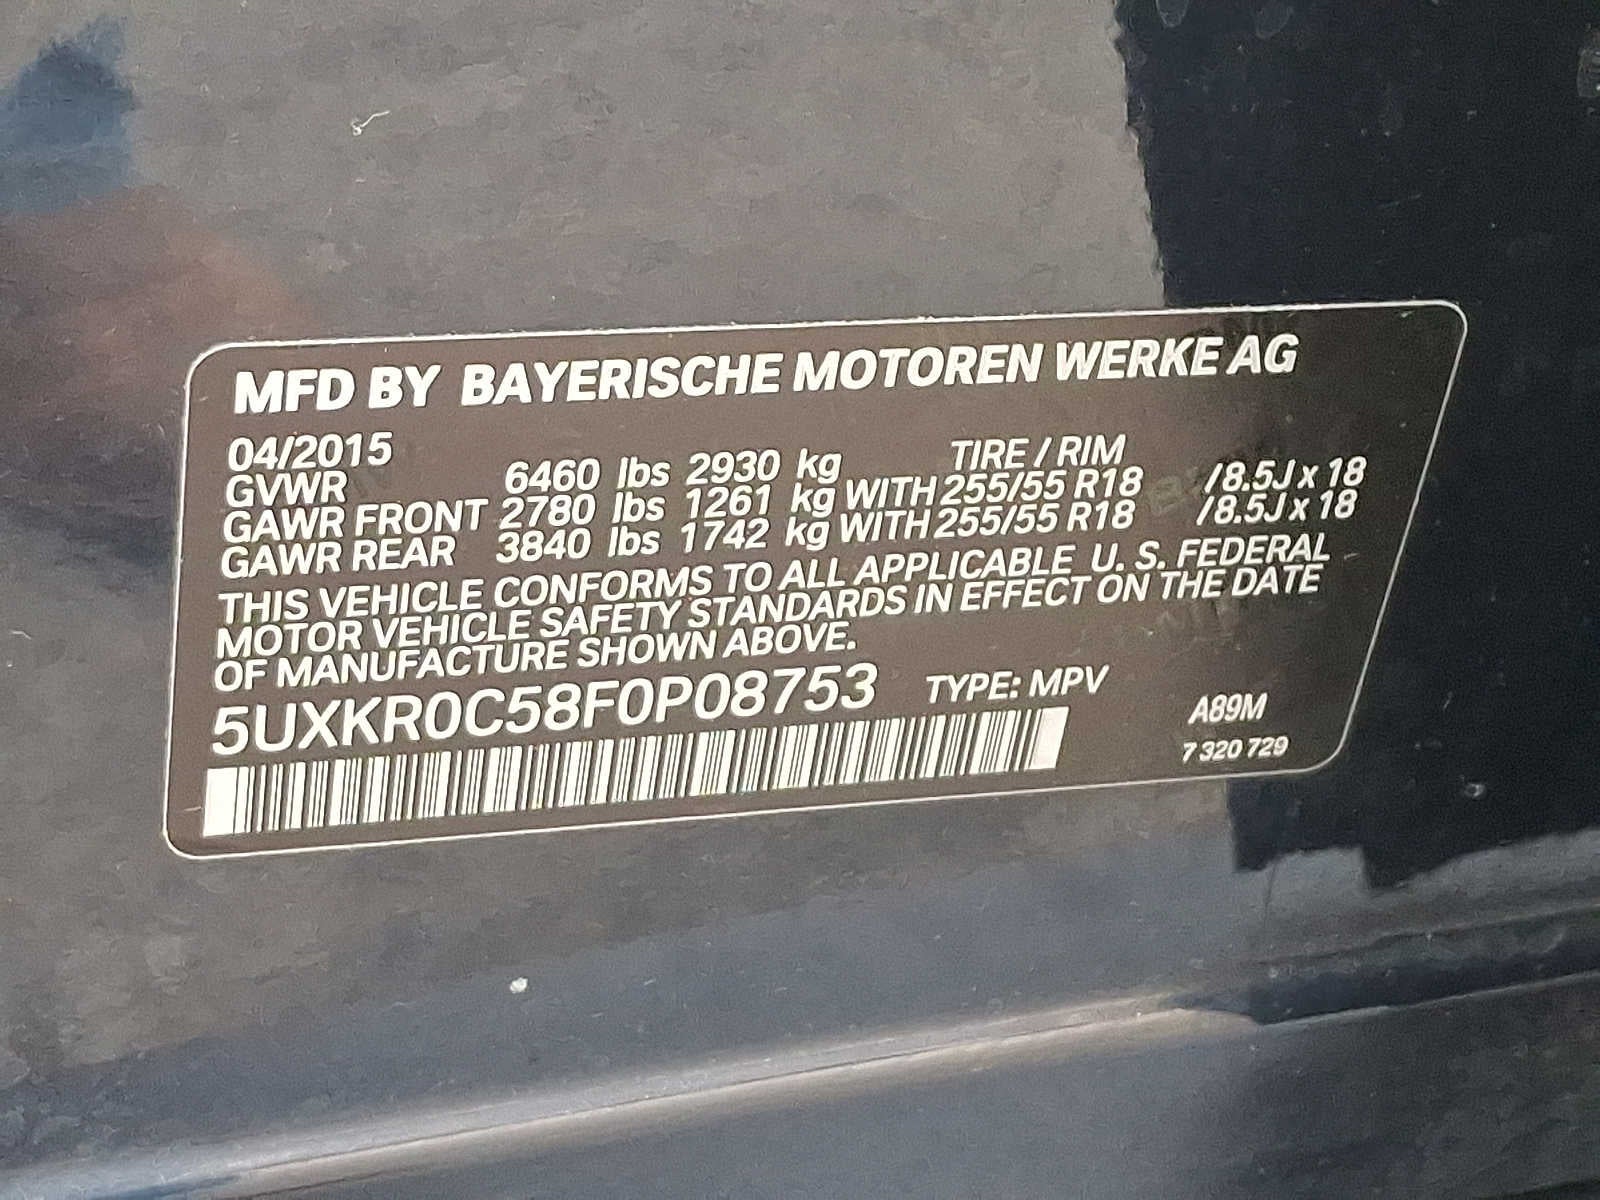 MFD BY BAYERISCHE MOTOREN WERKE AG
04/2015 TIRE / RIM
GVWR 6460 lbs 2930 kg
GAWR FRONT 2780 lbs 1261 kg WITH 255/55 R18 /8.5J x 18
GAWR REAR 3840 lbs 1742 kg WITH 255/55 R18 /8.5J x 18
THIS VEHICLE CONFORMS TO ALL APPLICABLE U. S. FEDERAL
MOTOR VEHICLE SAFETY STANDARDS IN EFFECT ON THE DATE
OF MANUFACTURE SHOWN ABOVE.
5UXKR0C58F0P08753 TYPE: MPV
A89M
7 320 729